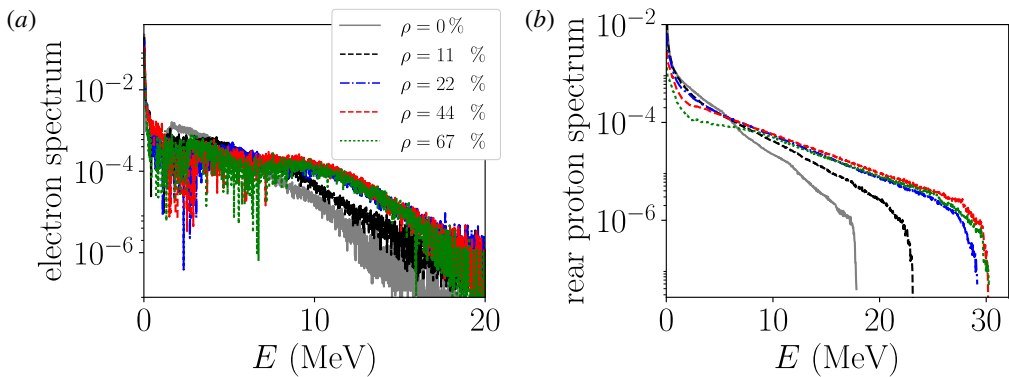 (a)
electron spectrum
10⁻²
10⁻⁴
10⁻⁶
0 10 20
E (MeV)
ρ = 0 %
ρ = 11 %
ρ = 22 %
ρ = 44 %
ρ = 67 %
(b)
rear proton spectrum
10⁻²
10⁻⁴
10⁻⁶
0 10 20 30
E (MeV)